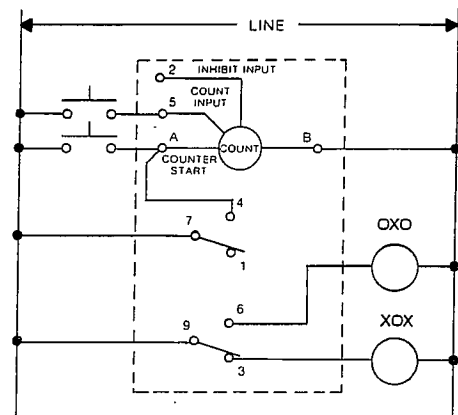 LINE
2
INHIBIT INPUT
COUNT
INPUT
5
A
COUNT
B
COUNTER
START
4
7
1
OXO
6
9
XOX
3